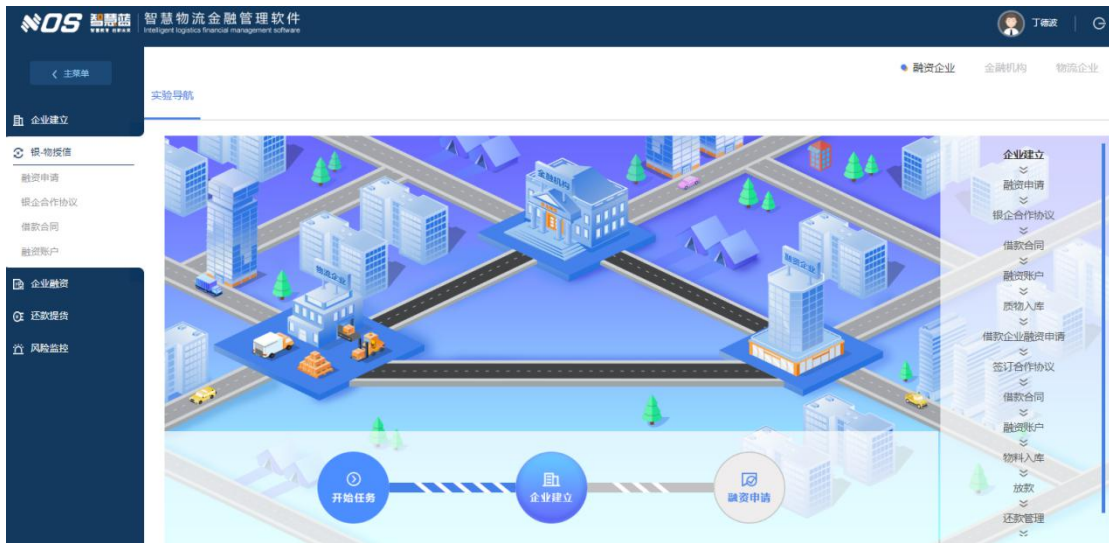 NOS 智慧蓝 智慧物流金融管理软件
Intelligent logistics financial management software
丁德波
主菜单
融资企业 金融机构 物流企业
实验导航
企业建立
银-物授信
融资申请
银企合作协议
借款合同
融资账户
企业融资
还款提货
风险监控
金融机构
物流企业
融资企业
开始任务
企业建立
融资申请
企业建立
融资申请
银企合作协议
借款合同
融资账户
质物入库
借款企业融资申请
签订合作协议
借款合同
融资账户
物料入库
放款
还款管理